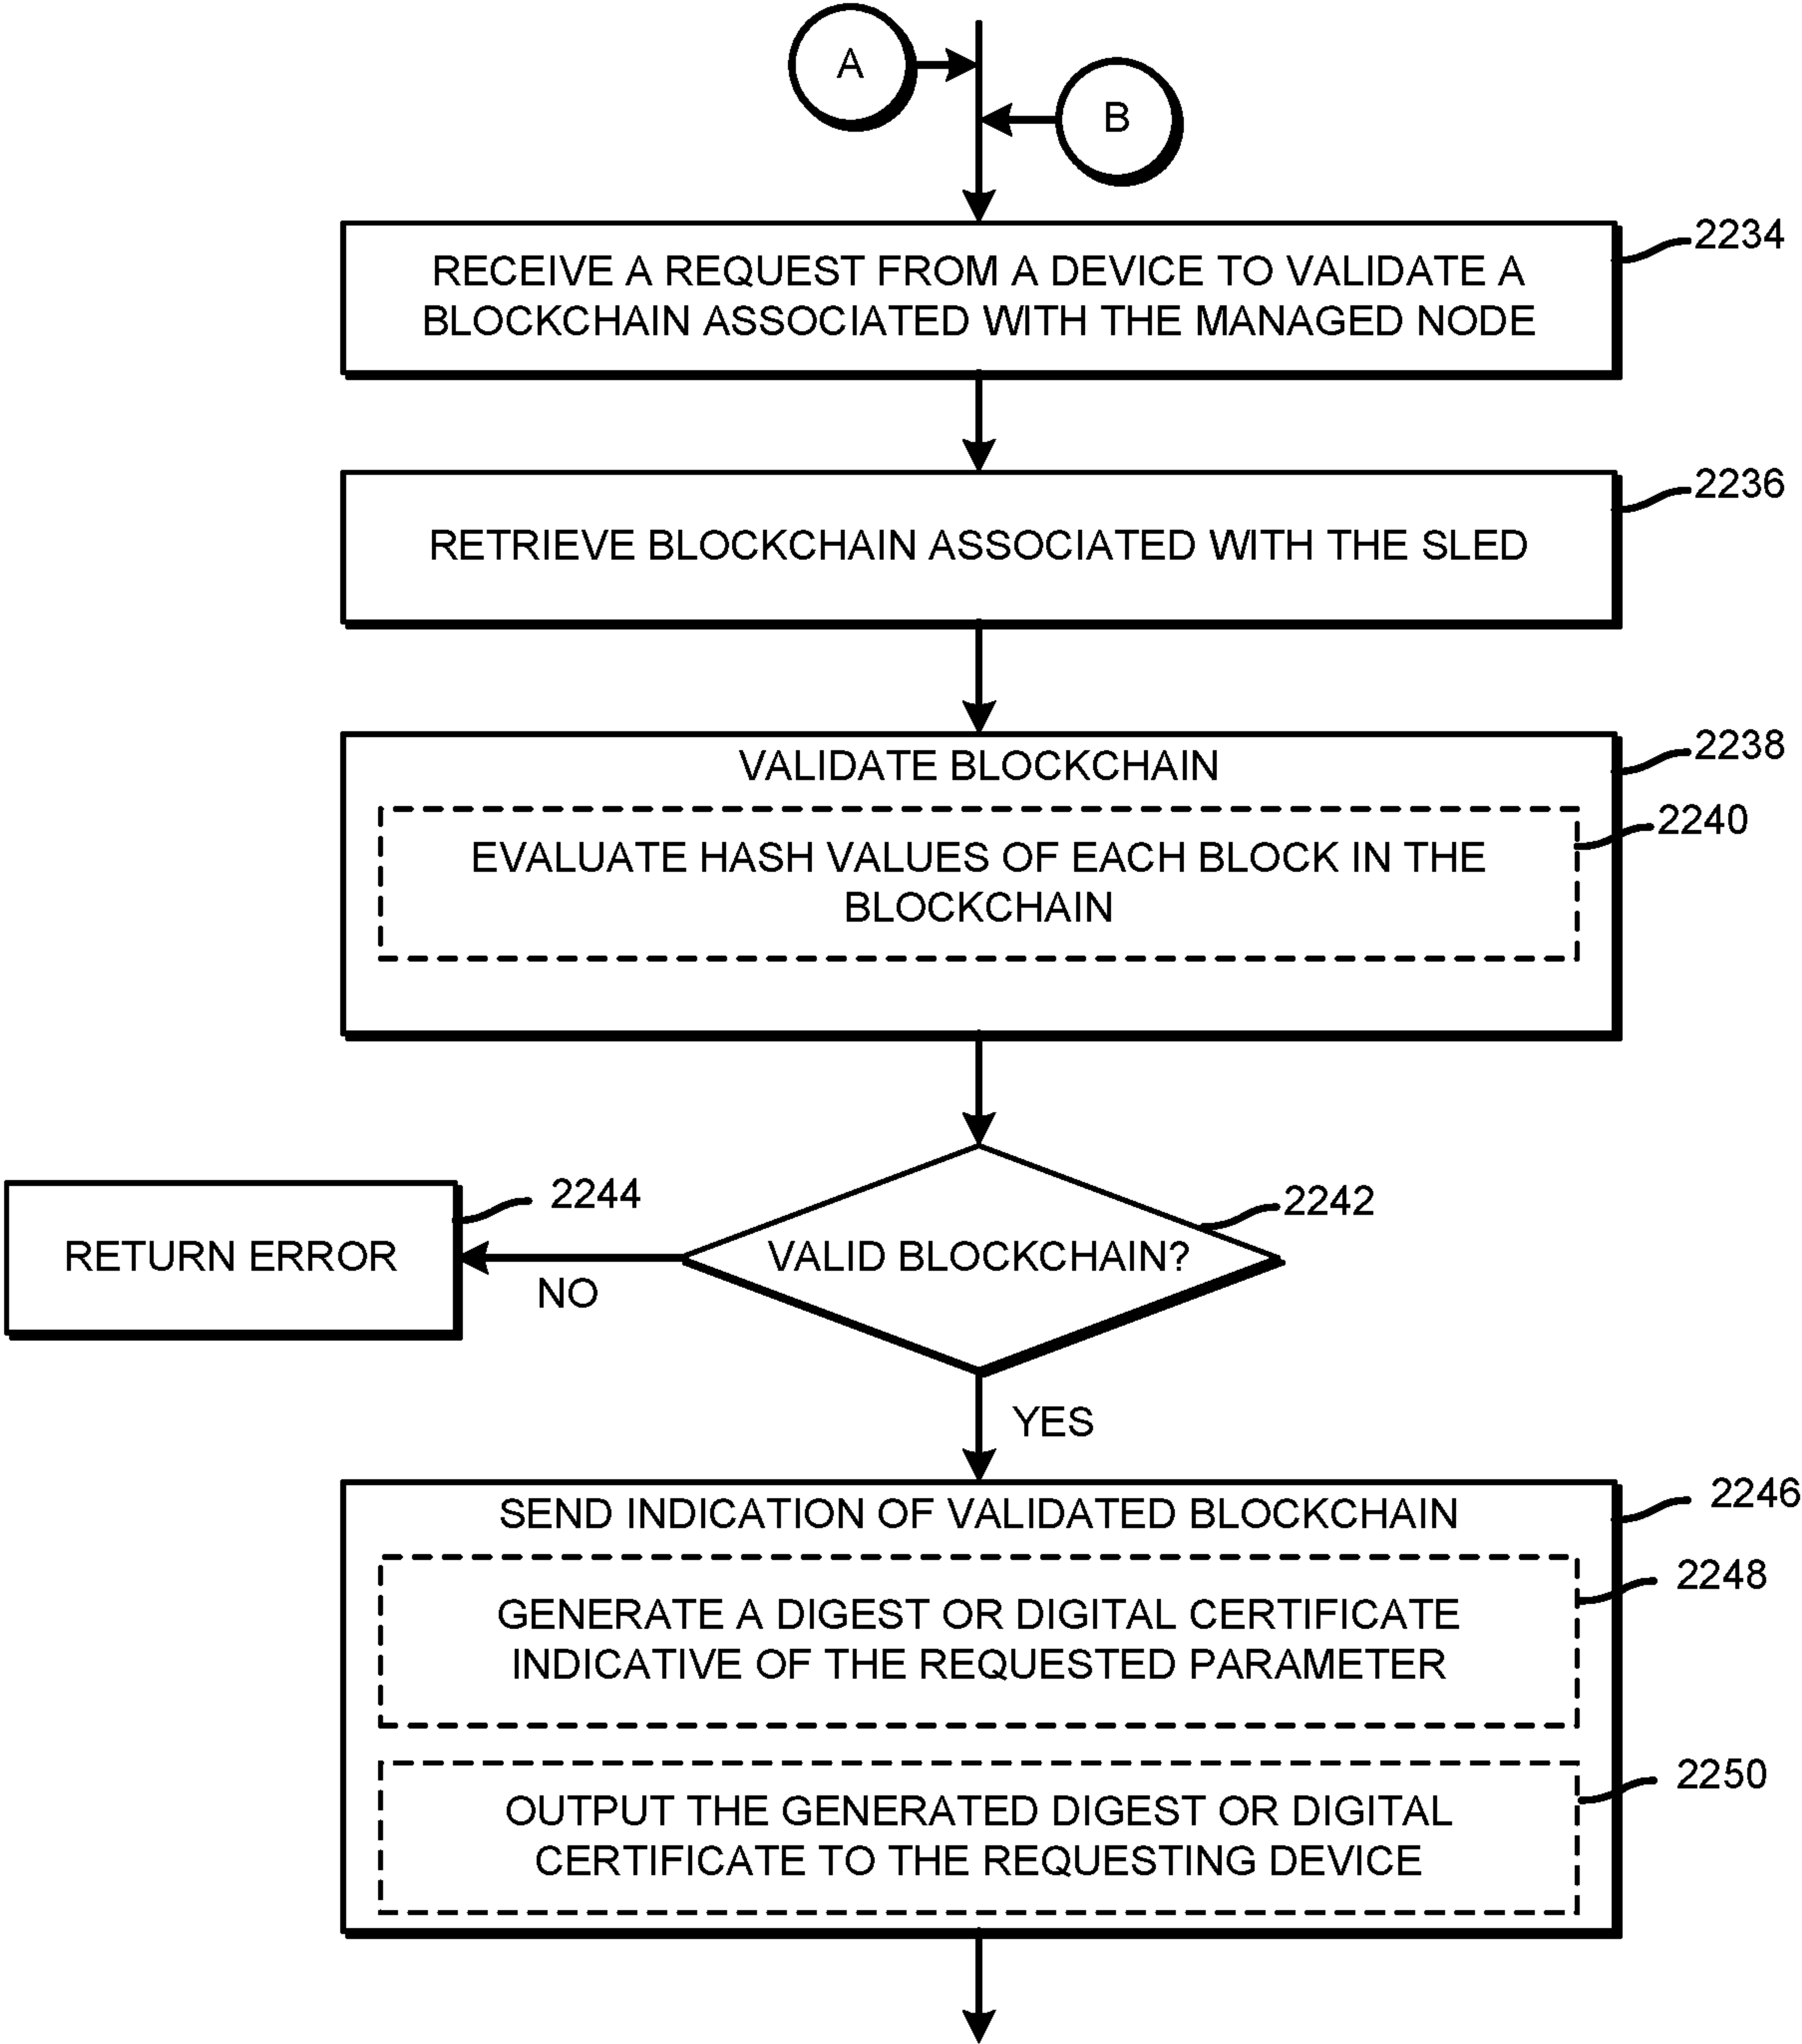 A
B
2234
RECEIVE A REQUEST FROM A DEVICE TO VALIDATE A
BLOCKCHAIN ASSOCIATED WITH THE MANAGED NODE
2236
RETRIEVE BLOCKCHAIN ASSOCIATED WITH THE SLED
2238
VALIDATE BLOCKCHAIN
2240
EVALUATE HASH VALUES OF EACH BLOCK IN THE
BLOCKCHAIN
2244
2242
RETURN ERROR
VALID BLOCKCHAIN?
NO
YES
2246
SEND INDICATION OF VALIDATED BLOCKCHAIN
2248
GENERATE A DIGEST OR DIGITAL CERTIFICATE
INDICATIVE OF THE REQUESTED PARAMETER
2250
OUTPUT THE GENERATED DIGEST OR DIGITAL
CERTIFICATE TO THE REQUESTING DEVICE